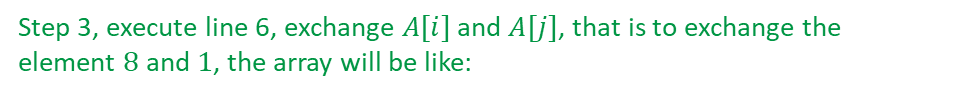 Step 3, execute line 6, exchange A[i] and A[j], that is to exchange the
element 8 and 1, the array will be like: